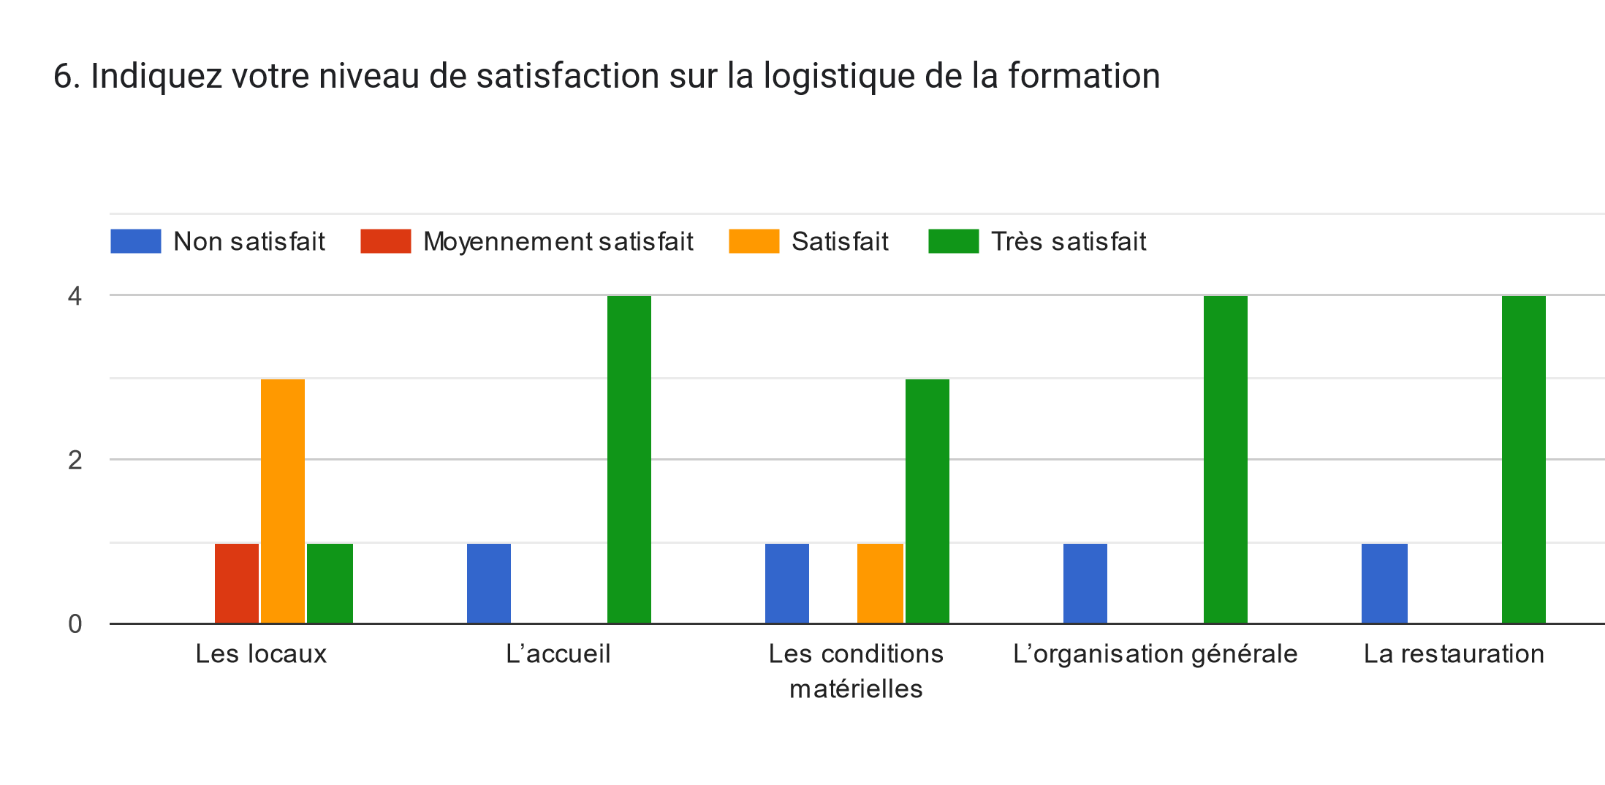 6. Indiquez votre niveau de satisfaction sur la logistique de la formation
Non satisfait Moyennement satisfait Satisfait Très satisfait
4
2
0
Les locaux L’accueil Les conditions L’organisation générale La restauration
matérielles